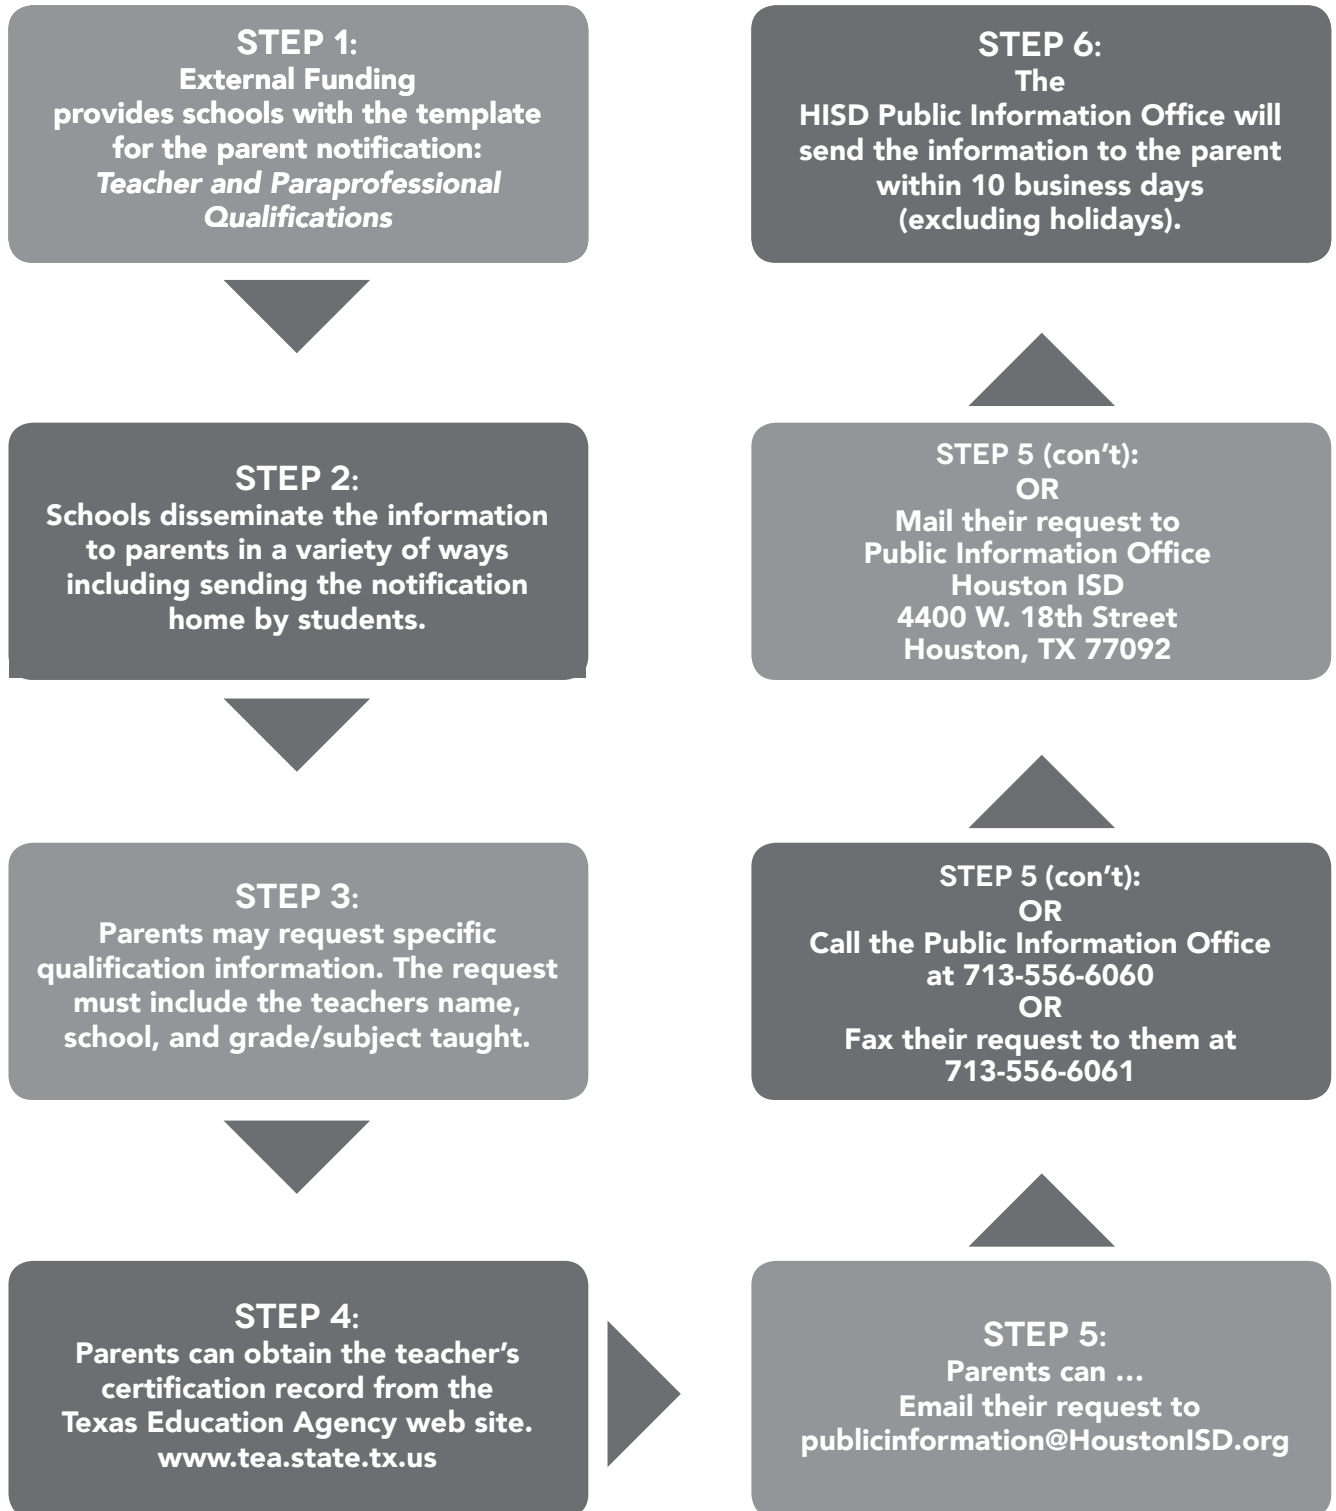 STEP 1:
External Funding
provides schools with the template
for the parent notification:
Teacher and Paraprofessional
Qualifications
STEP 2:
Schools disseminate the information
to parents in a variety of ways
including sending the notification
home by students.
STEP 3:
Parents may request specific
qualification information. The request
must include the teachers name,
school, and grade/subject taught.
STEP 4:
Parents can obtain the teacher’s
certification record from the
Texas Education Agency web site.
www.tea.state.tx.us
STEP 5:
Parents can …
Email their request to
publicinformation@HoustonISD.org
STEP 5 (con’t):
OR
Call the Public Information Office
at 713-556-6060
OR
Fax their request to them at
713-556-6061
STEP 5 (con’t):
OR
Mail their request to
Public Information Office
Houston ISD
4400 W. 18th Street
Houston, TX 77092
STEP 6:
The
HISD Public Information Office will
send the information to the parent
within 10 business days
(excluding holidays).